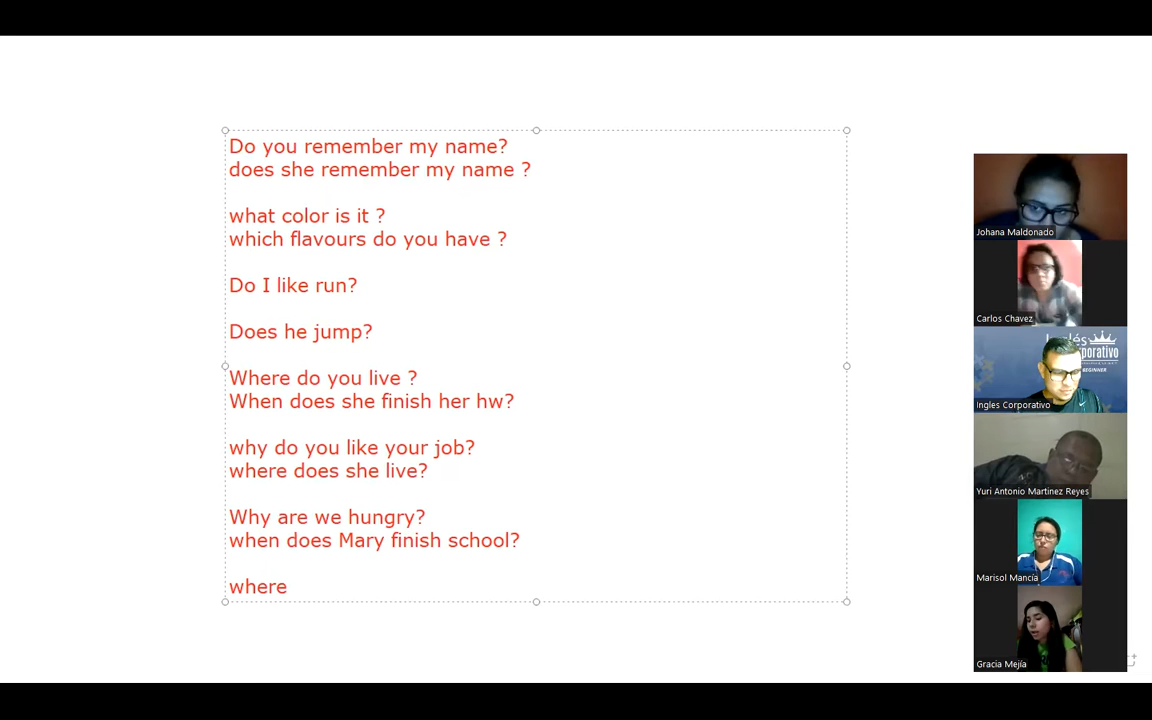 Do you remember my name?
does she remember my name ?
what color is it ?
which flavours do you have ?
Do I like run?
Does he jump?
Where do you live ?
When does she finish her hw?
why do you like your job?
where does she live?
Why are we hungry?
when does Mary finish school?
where
Johana Maldonado
Carlos Chavez
BEGINNER
Ingles Corporativo
Yuri Antonio Martinez Reyes
Marisol Mancía
Gracia Mejía